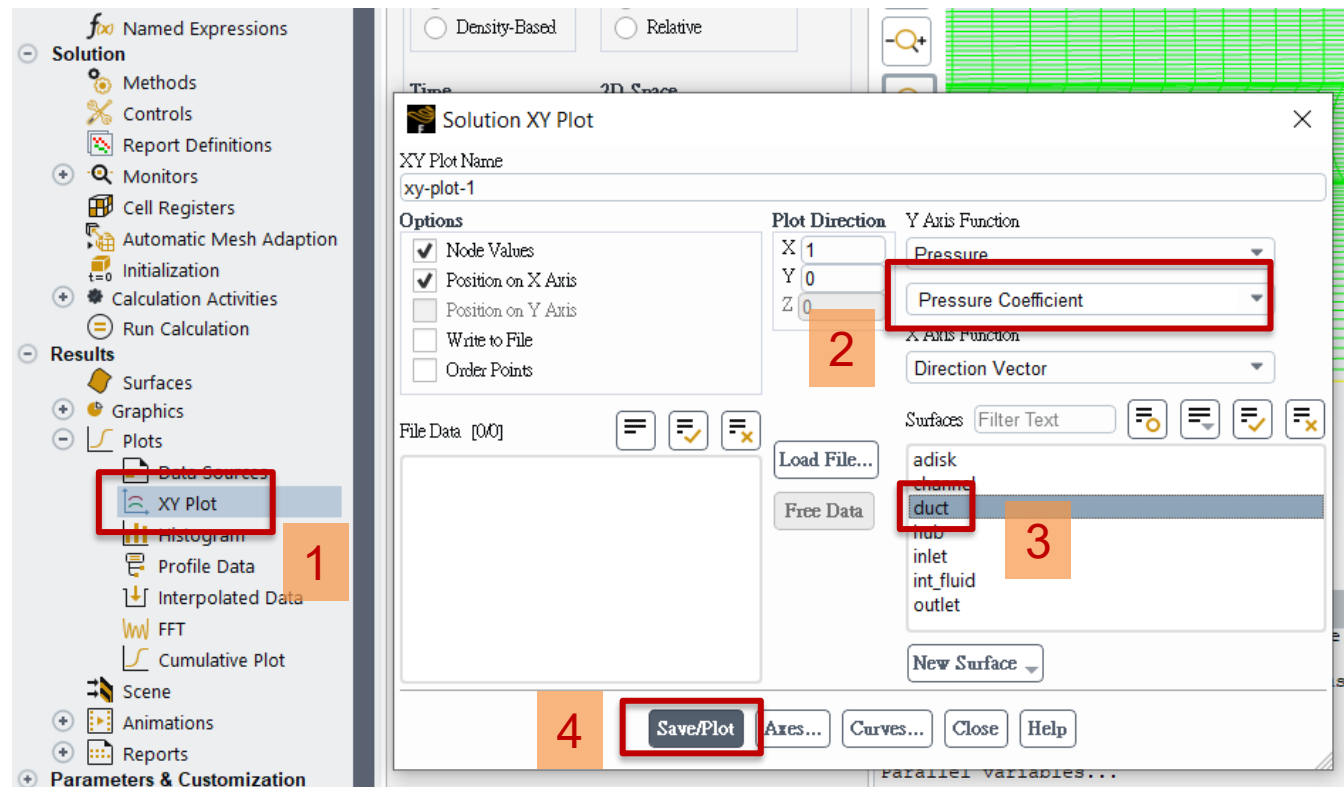 f(x) Named Expressions
Solution
Methods
Controls
Report Definitions
Monitors
Cell Registers
Automatic Mesh Adaption
t=0 Initialization
Calculation Activities
Run Calculation
Results
Surfaces
Graphics
Plots
Data Sources
XY Plot
Histogram
Profile Data
Interpolated Data
FFT
Cumulative Plot
Scene
Animations
Reports
Parameters & Customization
1
Density-Based
Relative
Time
2D Space
Solution XY Plot
XY Plot Name
xy-plot-1
Options
Node Values
Position on X Axis
Position on Y Axis
Write to File
Order Points
Plot Direction
X 1
Y 0
Z 0
2
Y Axis Function
Pressure
Pressure Coefficient
X Axis Function
Direction Vector
File Data [0/0]
Load File...
Free Data
Surfaces Filter Text
adisk
channel
duct
hub
inlet
int_fluid
outlet
3
New Surface
4
Save/Plot Axes... Curves... Close Help
Parallel variables...